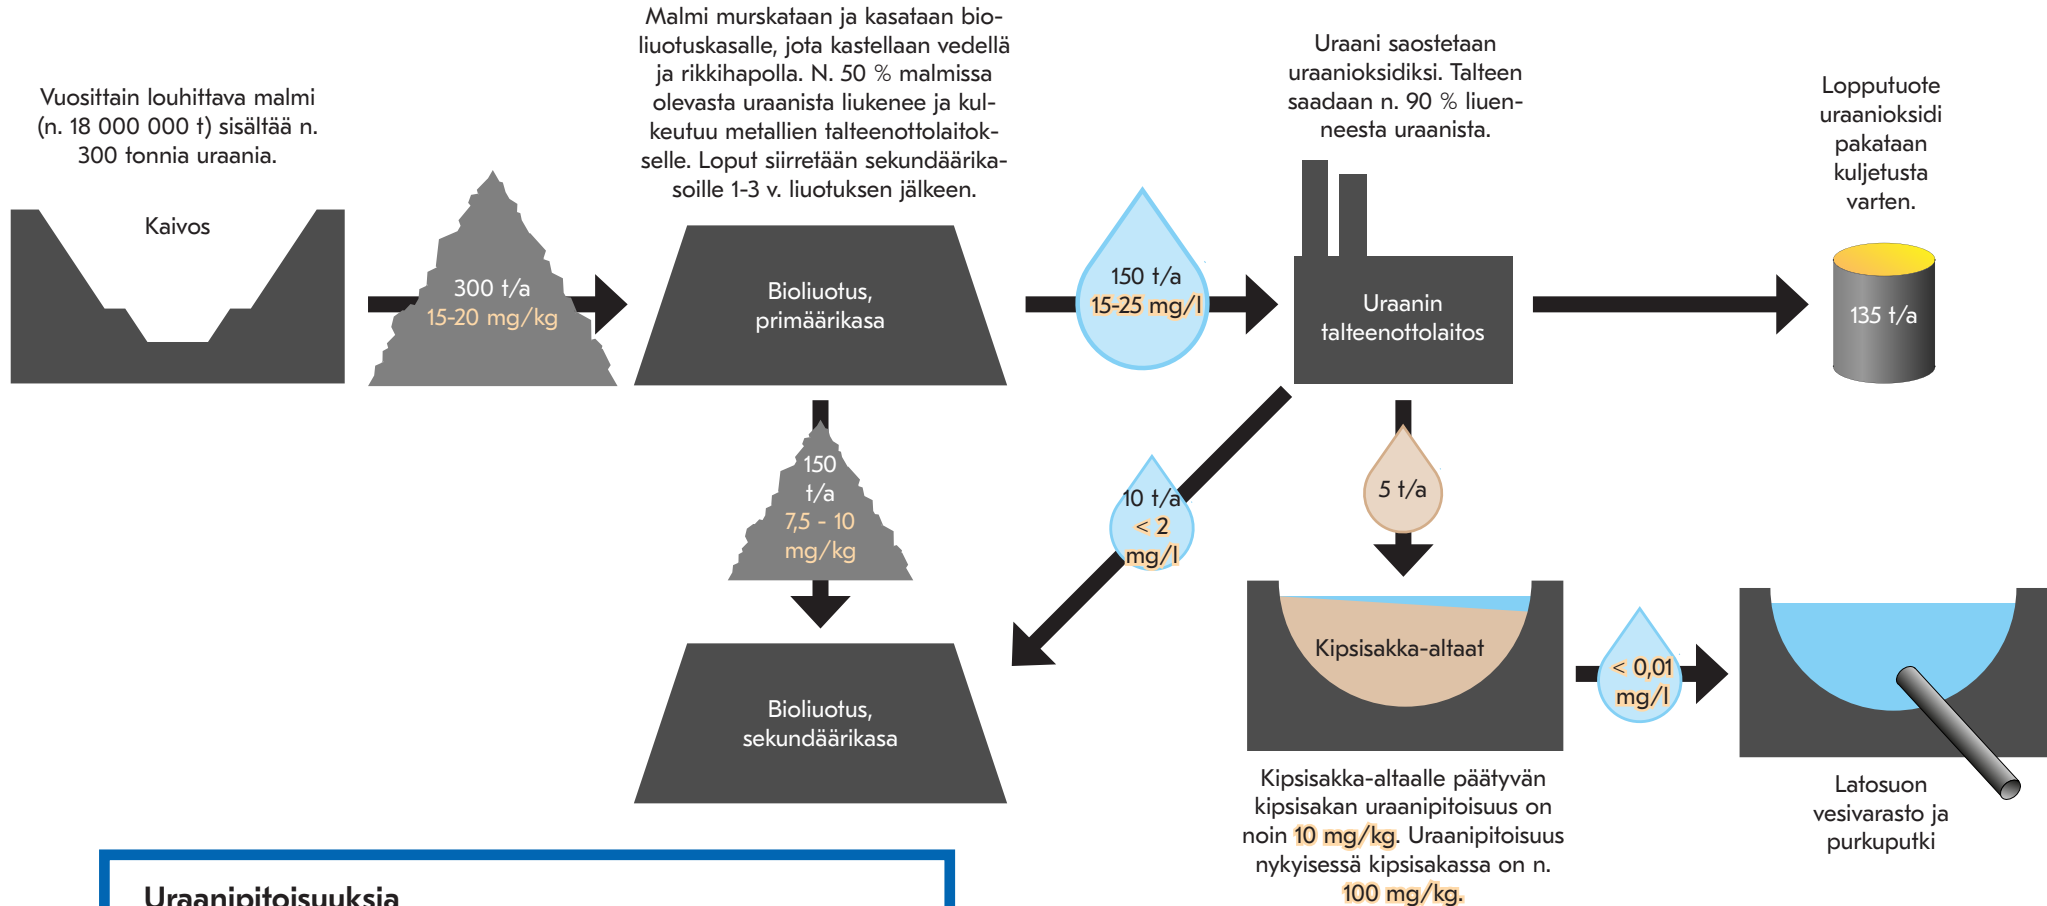 Vuosittain louhittava malmi
(n. 18 000 000 t) sisältää n.
300 tonnia uraania.
Kaivos
300 t/a
15-20 mg/kg
Malmi murskataan ja kasataan bio-
liuotuskasalle, jota kastellaan vedellä
ja rikkihapolla. N. 50 % malmissa
olevasta uraanista liukenee ja kul-
keutuu metallien talteenottolaitok-
selle. Loput siirretään sekundäärika-
soille 1-3 v. liuotuksen jälkeen.
Bioliuotus,
primäärikasa
150 t/a
15-25 mg/l
Uraani saostetaan
uraanioksidiksi. Talteen
saadaan n. 90 % liuen-
neesta uraanista.
Uraanin
talteenottolaitos
Lopputuote
uraanioksidi
pakataan
kuljetusta
varten.
135 t/a
150
t/a
7,5 - 10
mg/kg
10 t/a
< 2
mg/l
5 t/a
Bioliuotus,
sekundäärikasa
Kipsisakka-altaat
< 0,01
mg/l
Kipsisakka-altaalle päätyvän
kipsisakan uraanipitoisuus on
noin 10 mg/kg. Uraanipitoisuus
nykyisessä kipsisakassa on n.
100 mg/kg.
Latosuon
vesivarasto ja
purkuputki
Uraanipitoisuuksia